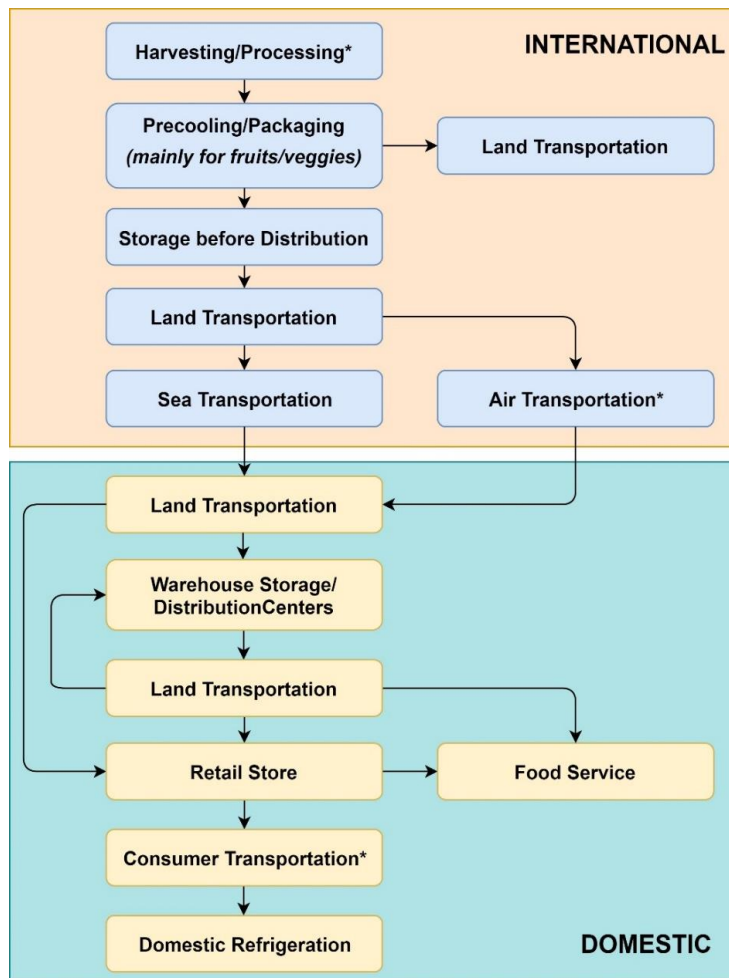 INTERNATIONAL
Harvesting/Processing*
Precooling/Packaging
(mainly for fruits/veggies)
Land Transportation
Storage before Distribution
Land Transportation
Sea Transportation
Air Transportation*
Land Transportation
Warehouse Storage/
DistributionCenters
Land Transportation
Retail Store
Food Service
Consumer Transportation*
Domestic Refrigeration
DOMESTIC